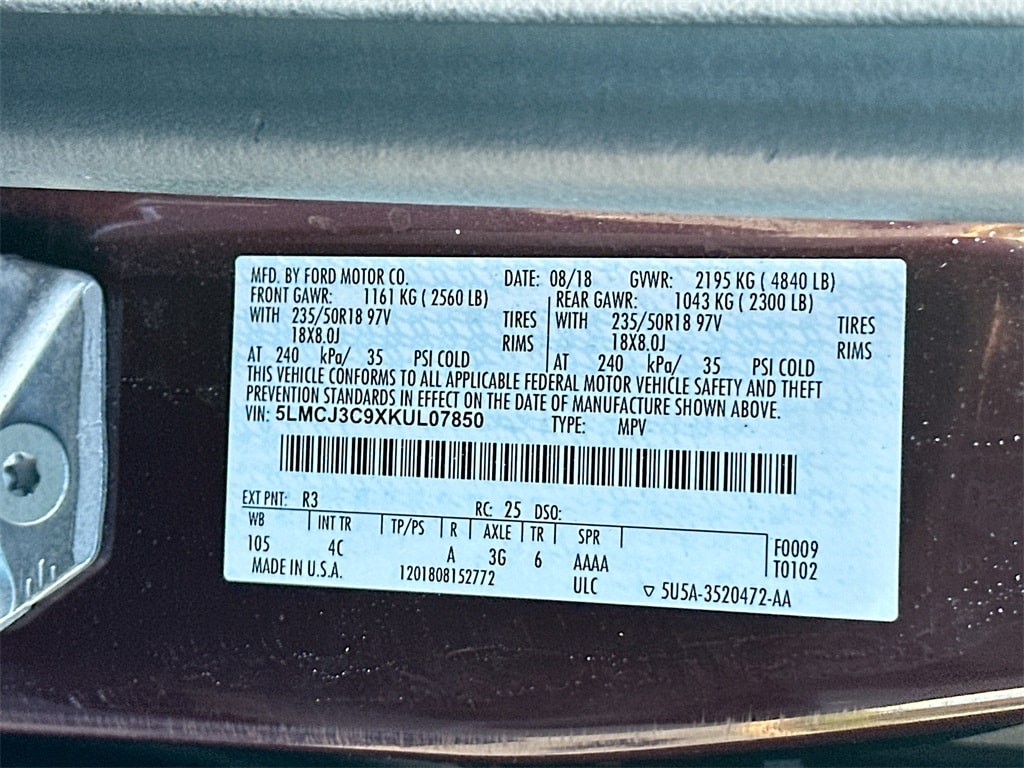 MFD. BY FORD MOTOR CO. DATE: 08/18 GVWR: 2195 KG ( 4840 LB)
FRONT GAWR: 1161 KG ( 2560 LB) REAR GAWR: 1043 KG ( 2300 LB)
WITH 235/50R18 97V TIRES WITH 235/50R18 97V TIRES
18X8.0J RIMS 18X8.0J RIMS
AT 240 kPa/ 35 PSI COLD AT 240 kPa/ 35 PSI COLD
THIS VEHICLE CONFORMS TO ALL APPLICABLE FEDERAL MOTOR VEHICLE SAFETY AND THEFT
PREVENTION STANDARDS IN EFFECT ON THE DATE OF MANUFACTURE SHOWN ABOVE.
VIN: 5LMCJ3C9XKUL07850 TYPE: MPV
EXT PNT: R3 RC: 25 DSO:
WB INT TR TP/PS R AXLE TR SPR F0009
105 4C A 3G 6 AAAA T0102
MADE IN U.S.A. 1201808152772 ULC ▽ 5U5A-3520472-AA